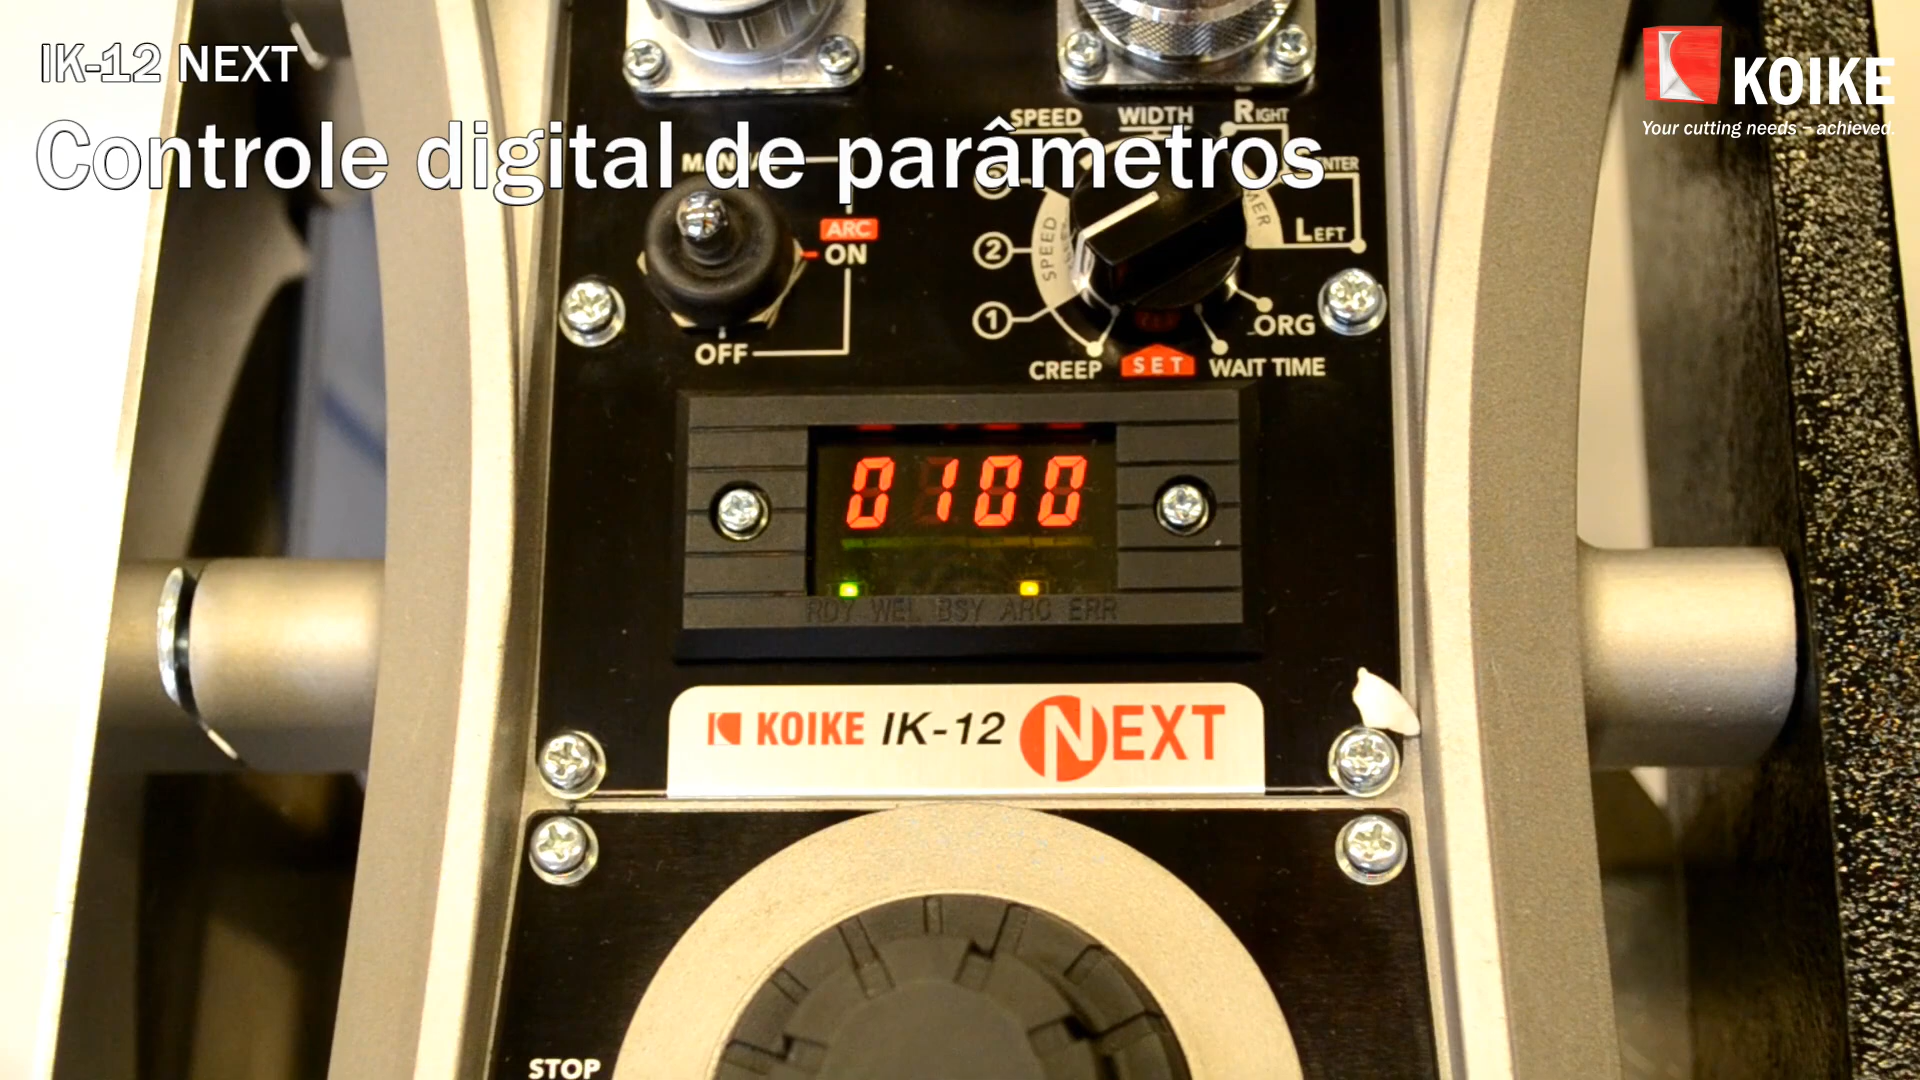 IK-12 NEXT
Controle digital de parâmetros
KOIKE
Your cutting needs – achieved.
SPEED
WIDTH
RIGHT
LEFT
ARC
ON
OFF
SPEED
2
1
CREEP
SET
WAIT TIME
ORG
0100
RDY WEL BSY ARC ERR
KOIKE IK-12 NEXT
STOP